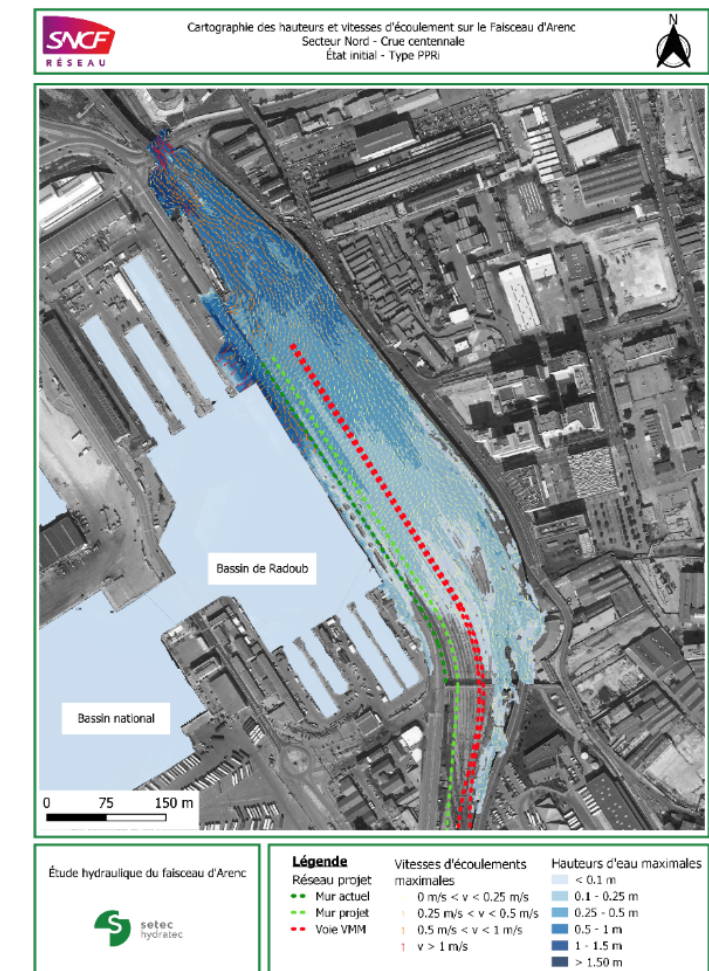 SNCF
RÉSEAU
Cartographie des hauteurs et vitesses d'écoulement sur le Faisceau d'Arenc
Secteur Nord - Crue centennale
État initial - Type PPRi
N
Bassin de Radoub
Bassin national
0 75 150 m
Étude hydraulique du faisceau d'Arenc
setec
hydratec
Légende
Réseau projet
Mur actuel
Mur projet
Voie VMM
Vitesses d'écoulements
maximales
0 m/s < v < 0.25 m/s
0.25 m/s < v < 0.5 m/s
0.5 m/s < v < 1 m/s
v > 1 m/s
Hauteurs d'eau maximales
< 0.1 m
0.1 - 0.25 m
0.25 - 0.5 m
0.5 - 1 m
1 - 1.5 m
> 1.50 m